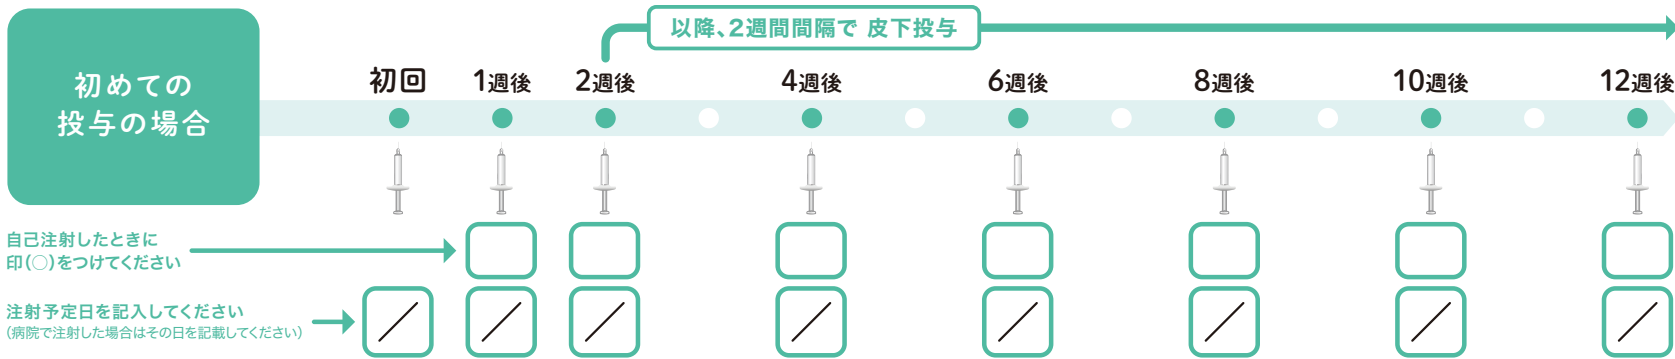 以降、2週間間隔で 皮下投与
初めての
投与の場合
初回
1週後
2週後
4週後
6週後
8週後
10週後
12週後
自己注射したときに
印(○)をつけてください
注射予定日を記入してください
(病院で注射した場合はその日を記載してください)